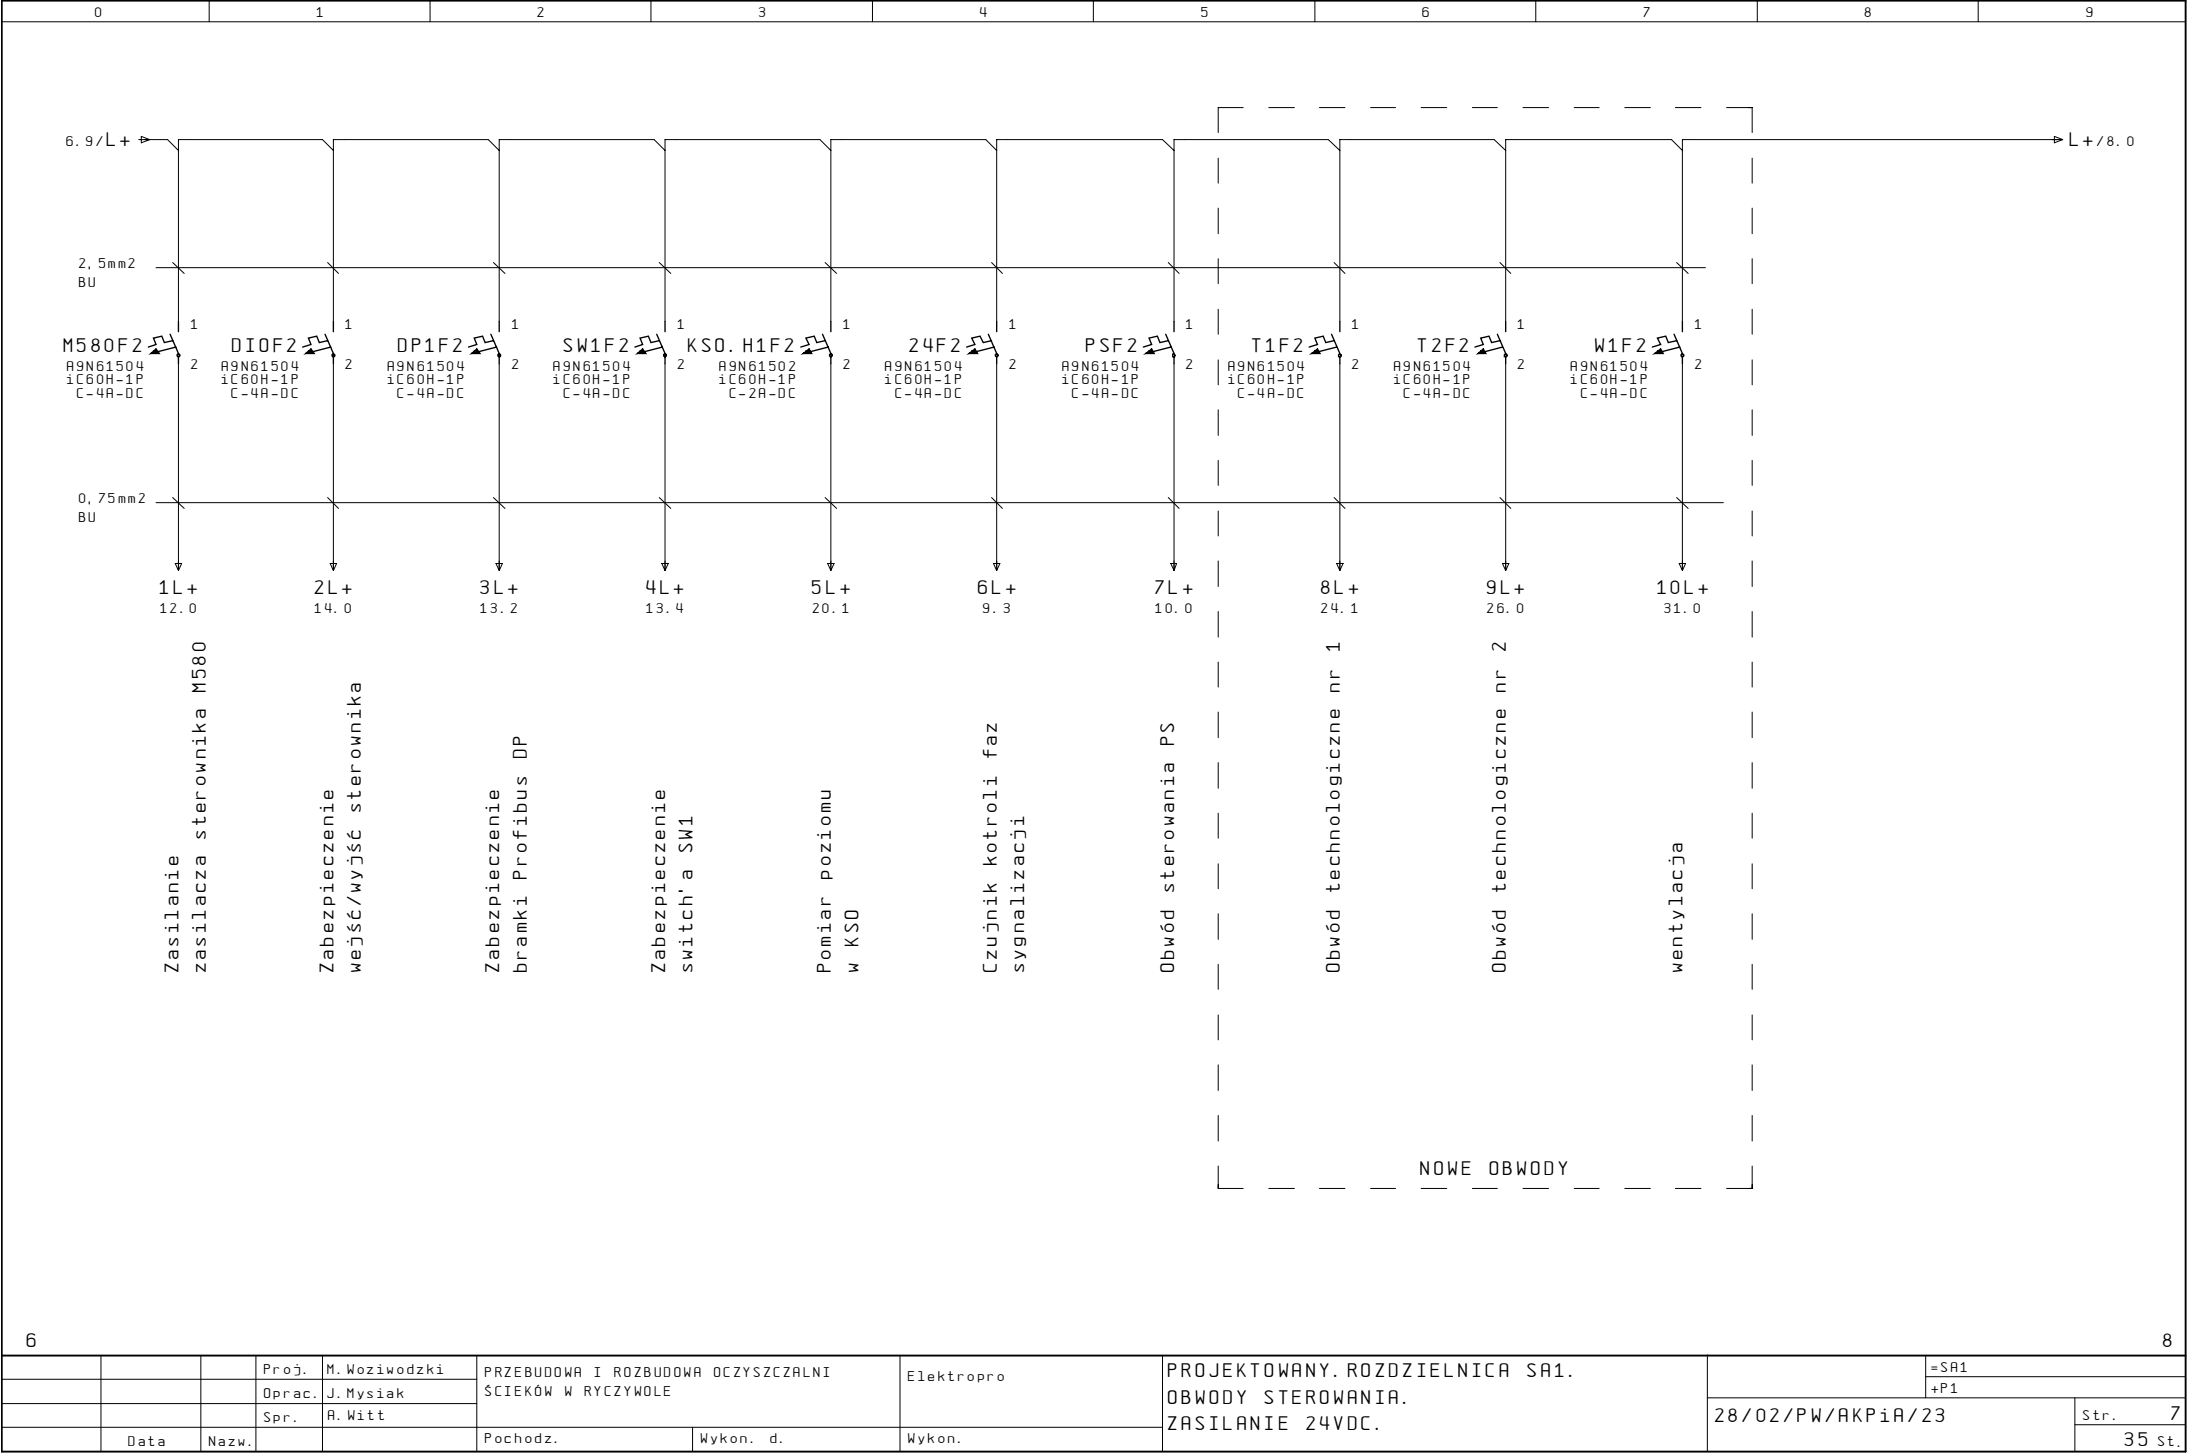 0 1 2 3 4 5 6 7 8 9
6.9/L+
L+/8.0
2,5mm2
BU
M580F2
A9N61504
iC60H-1P
C-4A-DC
1
2
DIOF2
A9N61504
iC60H-1P
C-4A-DC
1
2
DP1F2
A9N61504
iC60H-1P
C-4A-DC
1
2
SW1F2
A9N61504
iC60H-1P
C-4A-DC
1
2
KSO.H1F2
A9N61502
iC60H-1P
C-2A-DC
1
2
24F2
A9N61504
iC60H-1P
C-4A-DC
1
2
PSF2
A9N61504
iC60H-1P
C-4A-DC
1
2
T1F2
A9N61504
iC60H-1P
C-4A-DC
1
2
T2F2
A9N61504
iC60H-1P
C-4A-DC
1
2
W1F2
A9N61504
iC60H-1P
C-4A-DC
1
2
0,75mm2
BU
1L+
12.0
2L+
14.0
3L+
13.2
4L+
13.4
5L+
20.1
6L+
9.3
7L+
10.0
8L+
24.1
9L+
26.0
10L+
31.0
Zasilanie
zasilacza sterownika M580
Zabezpieczenie
wejść/wyjść sterownika
Zabezpieczenie
bramki Profibus DP
Zabezpieczenie
switch'a SW1
Pomiar poziomu
w KSO
Czujnik kotroli faz
sygnalizacji
Obwód sterowania PS
Obwód technologiczne nr 1
Obwód technologiczne nr 2
wentylacja
NOWE OBWODY
6
8
Proj. M.Woziwodzki
Oprac. J.Mysiak
Spr. A.Witt
Data Nazw.
PRZEBUDOWA I ROZBUDOWA OCZYSZCZALNI
ŚCIEKÓW W RYCZYWOLE
Pochodz.
Wykon. d.
Elektropro
Wykon.
PROJEKTOWANY.ROZDZIELNICA SA1.
OBWODY STEROWANIA.
ZASILANIE 24VDC.
=SA1
+P1
28/02/PW/AKPiA/23
Str. 7
35 St.